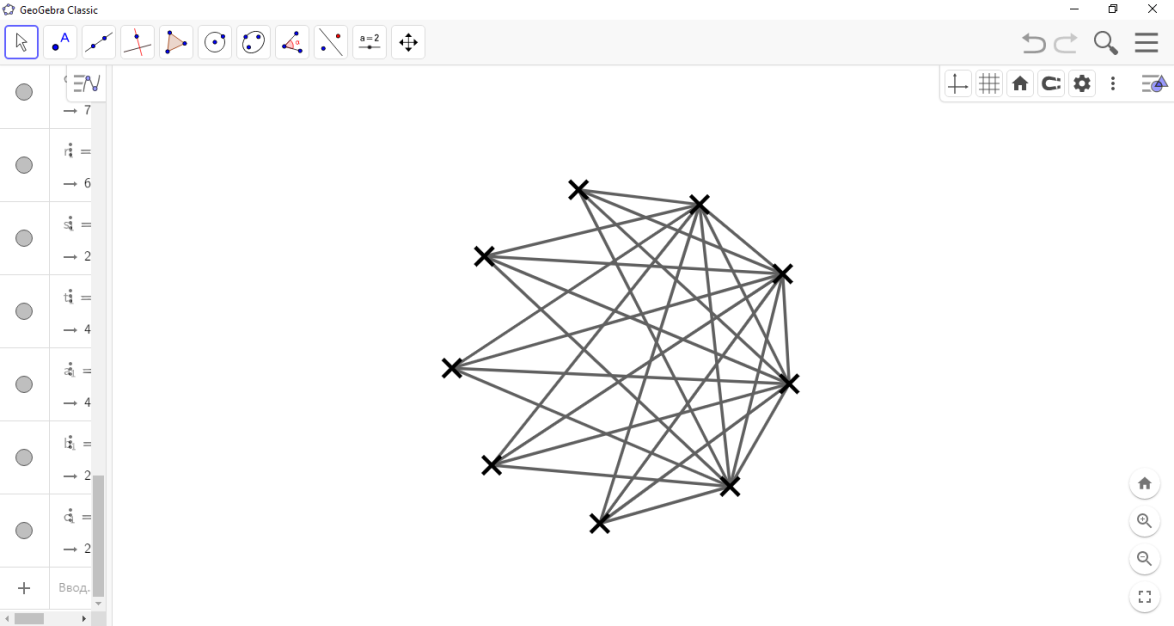 GeoGebra Classic
A
a=2
→ 7
→ 6
→ 2
→ 4
→ 4
→ 2
→ 2
Ввод.